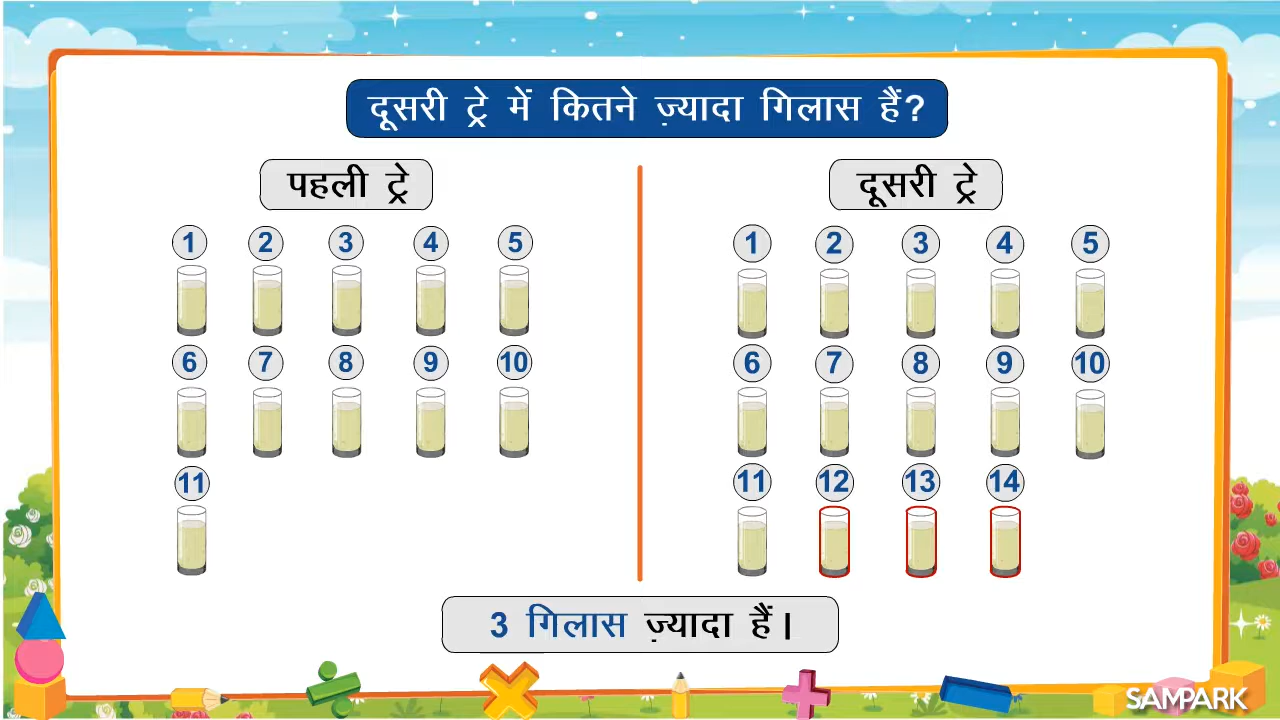 दूसरी ट्रे में कितने ज़्यादा गिलास हैं?
पहली ट्रे
दूसरी ट्रे
1 2 3 4 5
6 7 8 9 10
11
1 2 3 4 5
6 7 8 9 10
11 12 13 14
3 गिलास ज़्यादा हैं।
SAMPARK